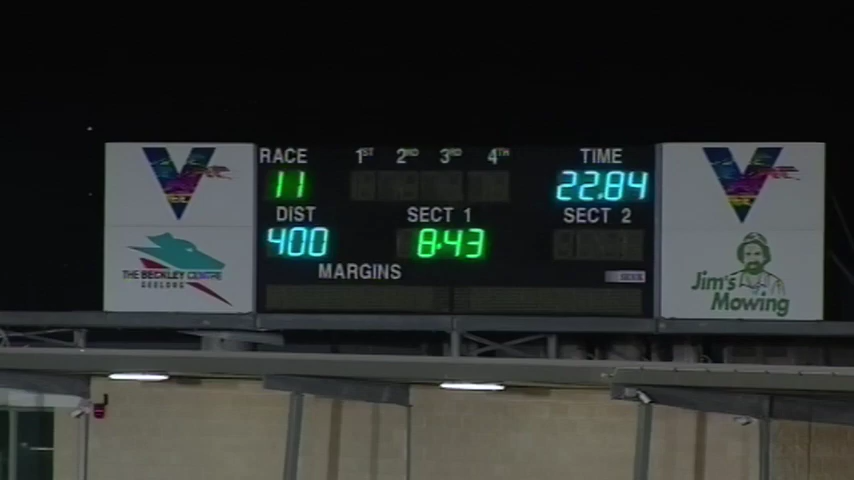 RACE 1ST 2ND 3RD 4TH TIME
11 22.84
DIST SECT 1 SECT 2
400 8.43
MARGINS
V
THE BECKLEY CENTRE
GEELONG
V
Jim's
Mowing